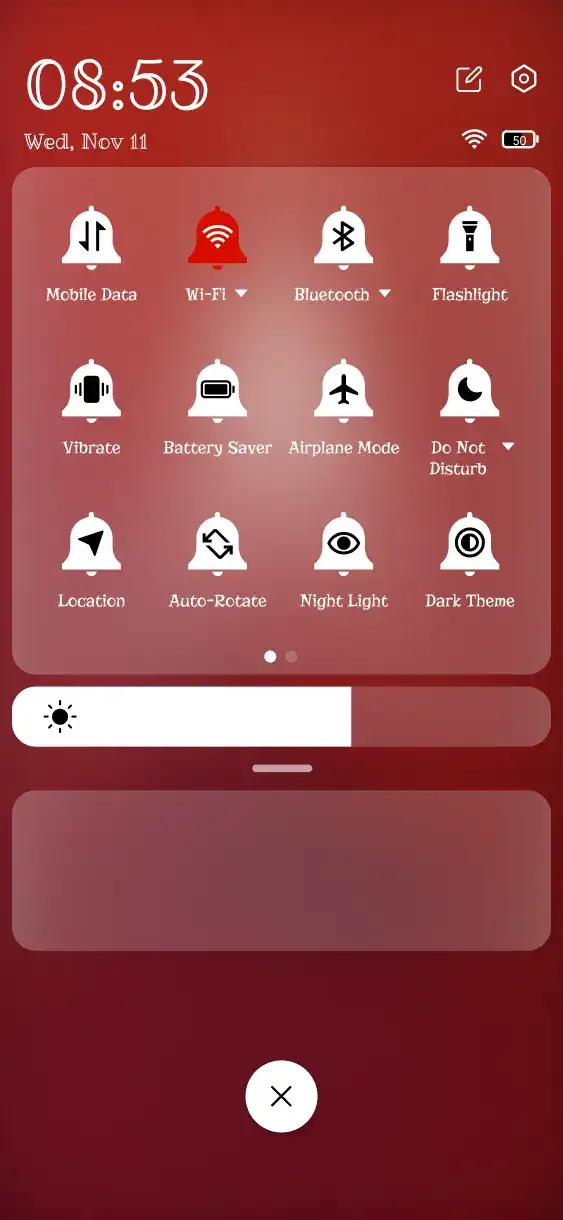 08:53
Wed, Nov 11
50
Mobile Data
Wi-Fi
Bluetooth
Flashlight
Vibrate
Battery Saver
Airplane Mode
Do Not
Disturb
Location
Auto-Rotate
Night Light
Dark Theme